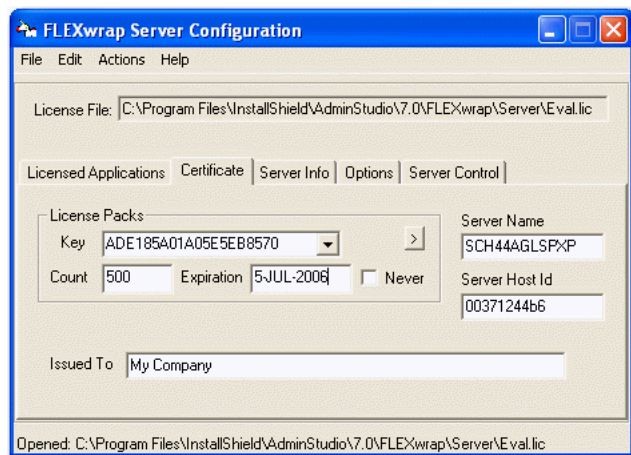 FLEXwrap Server Configuration
File Edit Actions Help
License File: C:\Program Files\InstallShield\AdminStudio\7.0\FLEXwrap\Server\Eval.lic
Licensed Applications Certificate Server Info Options Server Control
License Packs
Key ADE185A01A05E5EB8570 >
Count 500 Expiration 5-JUL-2006 Never
Server Name
SCH44AGLSPXP
Server Host Id
00371244b6
Issued To My Company
Opened: C:\Program Files\InstallShield\AdminStudio\7.0\FLEXwrap\Server\Eval.lic